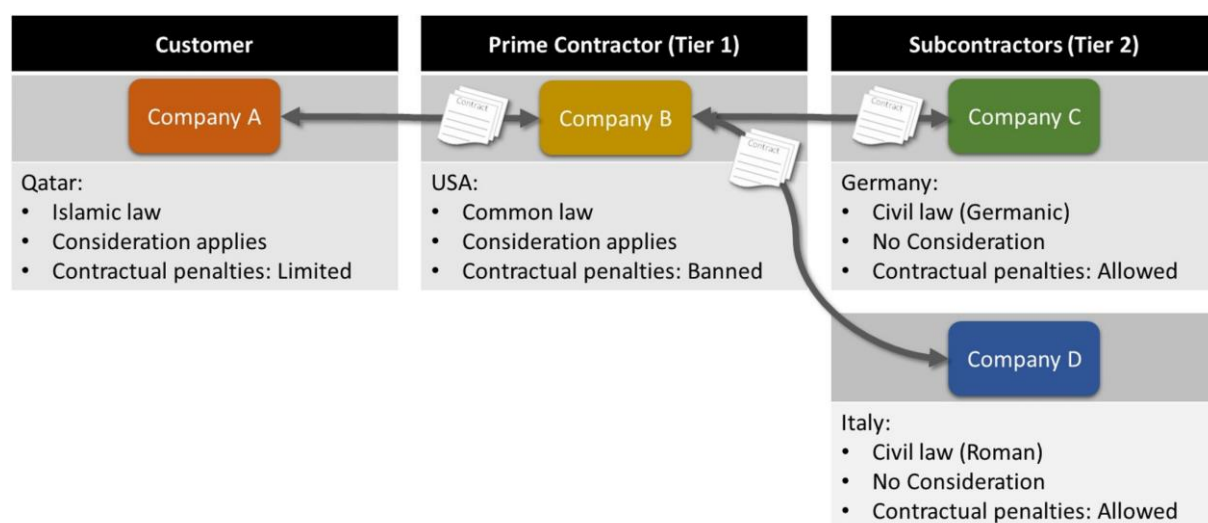 Customer
Prime Contractor (Tier 1)
Subcontractors (Tier 2)
Company A
Contract
Company B
Contract
Company C
Contract
Qatar:
• Islamic law
• Consideration applies
• Contractual penalties: Limited
USA:
• Common law
• Consideration applies
• Contractual penalties: Banned
Germany:
• Civil law (Germanic)
• No Consideration
• Contractual penalties: Allowed
Company D
Italy:
• Civil law (Roman)
• No Consideration
• Contractual penalties: Allowed